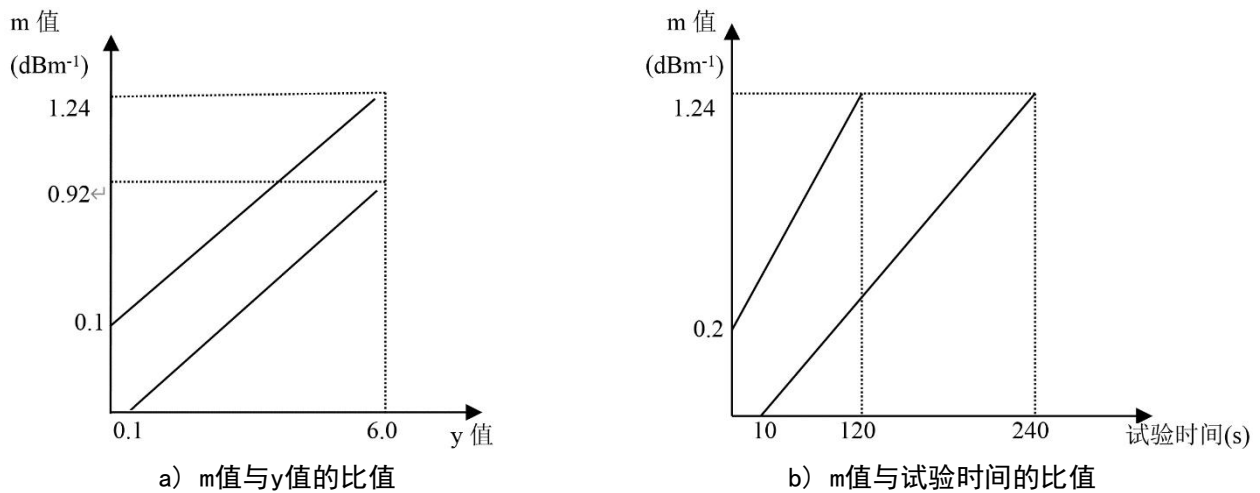 m 值
(dBm⁻¹)
1.24
0.92↵
0.1
0.1
6.0
y 值
a) m值与y值的比值
m 值
(dBm⁻¹)
1.24
0.2
10
120
240
试验时间(s)
b) m值与试验时间的比值